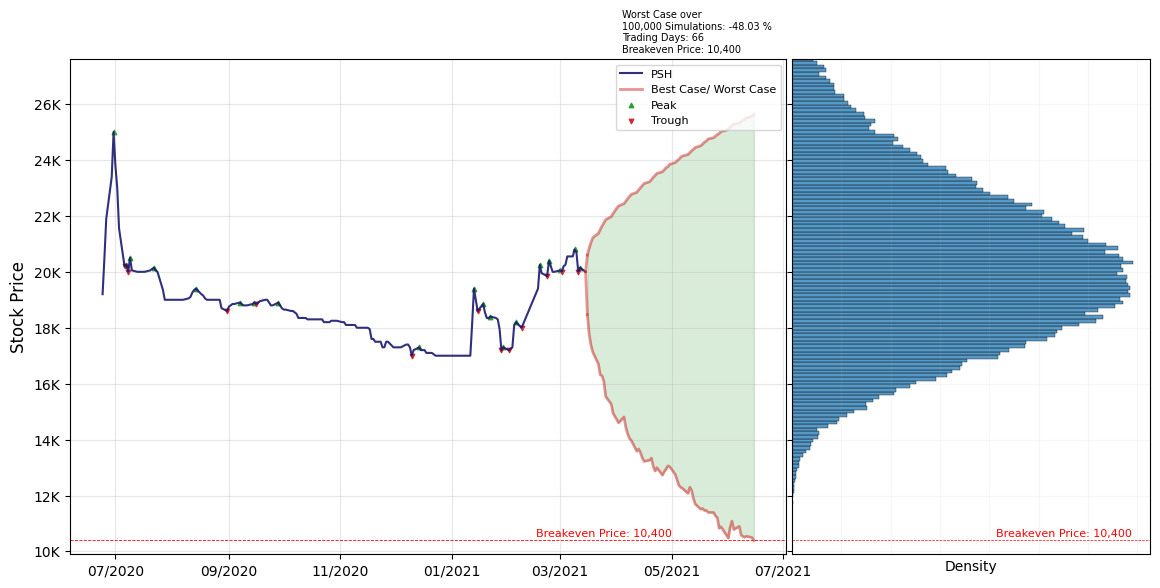 Worst Case over
100,000 Simulations: -48.03 %
Trading Days: 66
Breakeven Price: 10,400
PSH
Best Case/ Worst Case
Peak
Trough
26K
24K
22K
20K
18K
16K
14K
12K
10K
Stock Price
Breakeven Price: 10,400
Breakeven Price: 10,400
07/2020
09/2020
11/2020
01/2021
03/2021
05/2021
07/2021
Density